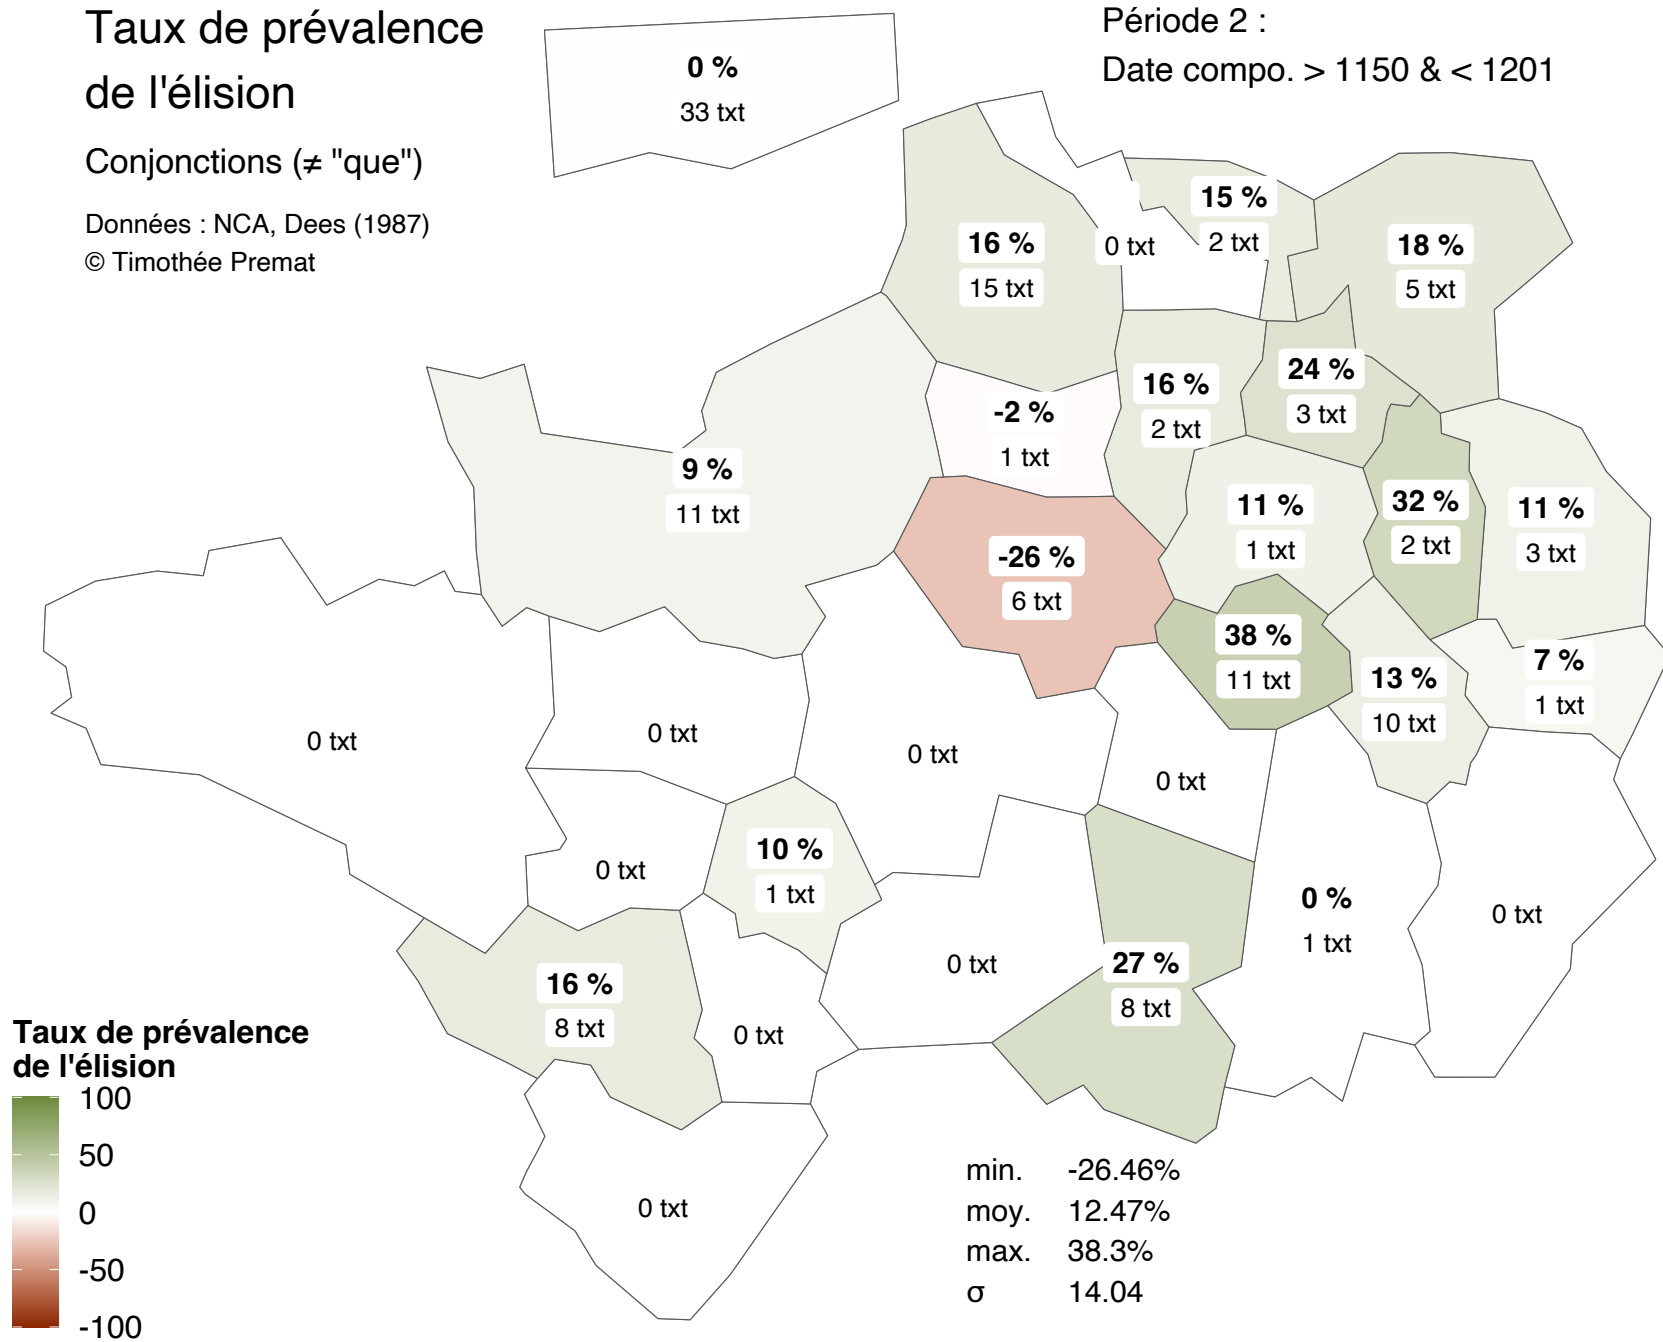 Taux de prévalence
de l'élision
Conjonctions (≠ "que")
Données : NCA, Dees (1987)
© Timothée Premat
Période 2 :
Date compo. > 1150 & < 1201
0 %
33 txt
15 %
2 txt
16 %
15 txt
0 txt
18 %
5 txt
24 %
3 txt
16 %
2 txt
-2 %
1 txt
9 %
11 txt
11 %
1 txt
32 %
2 txt
11 %
3 txt
-26 %
6 txt
38 %
11 txt
13 %
10 txt
7 %
1 txt
0 txt
0 txt
0 txt
0 txt
0 txt
10 %
1 txt
0 %
1 txt
0 txt
16 %
8 txt
0 txt
0 txt
27 %
8 txt
0 txt
Taux de prévalence
de l'élision
100
50
0
-50
-100
min. -26.46%
moy. 12.47%
max. 38.3%
σ 14.04